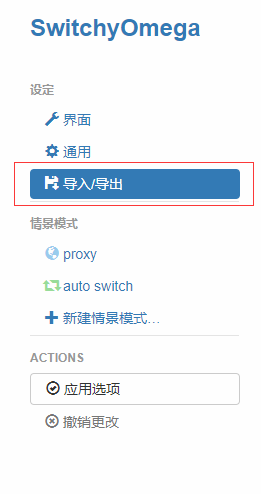 SwitchyOmega
设定
界面
通用
导入/导出
情景模式
proxy
auto switch
新建情景模式...
ACTIONS
应用选项
撤销更改